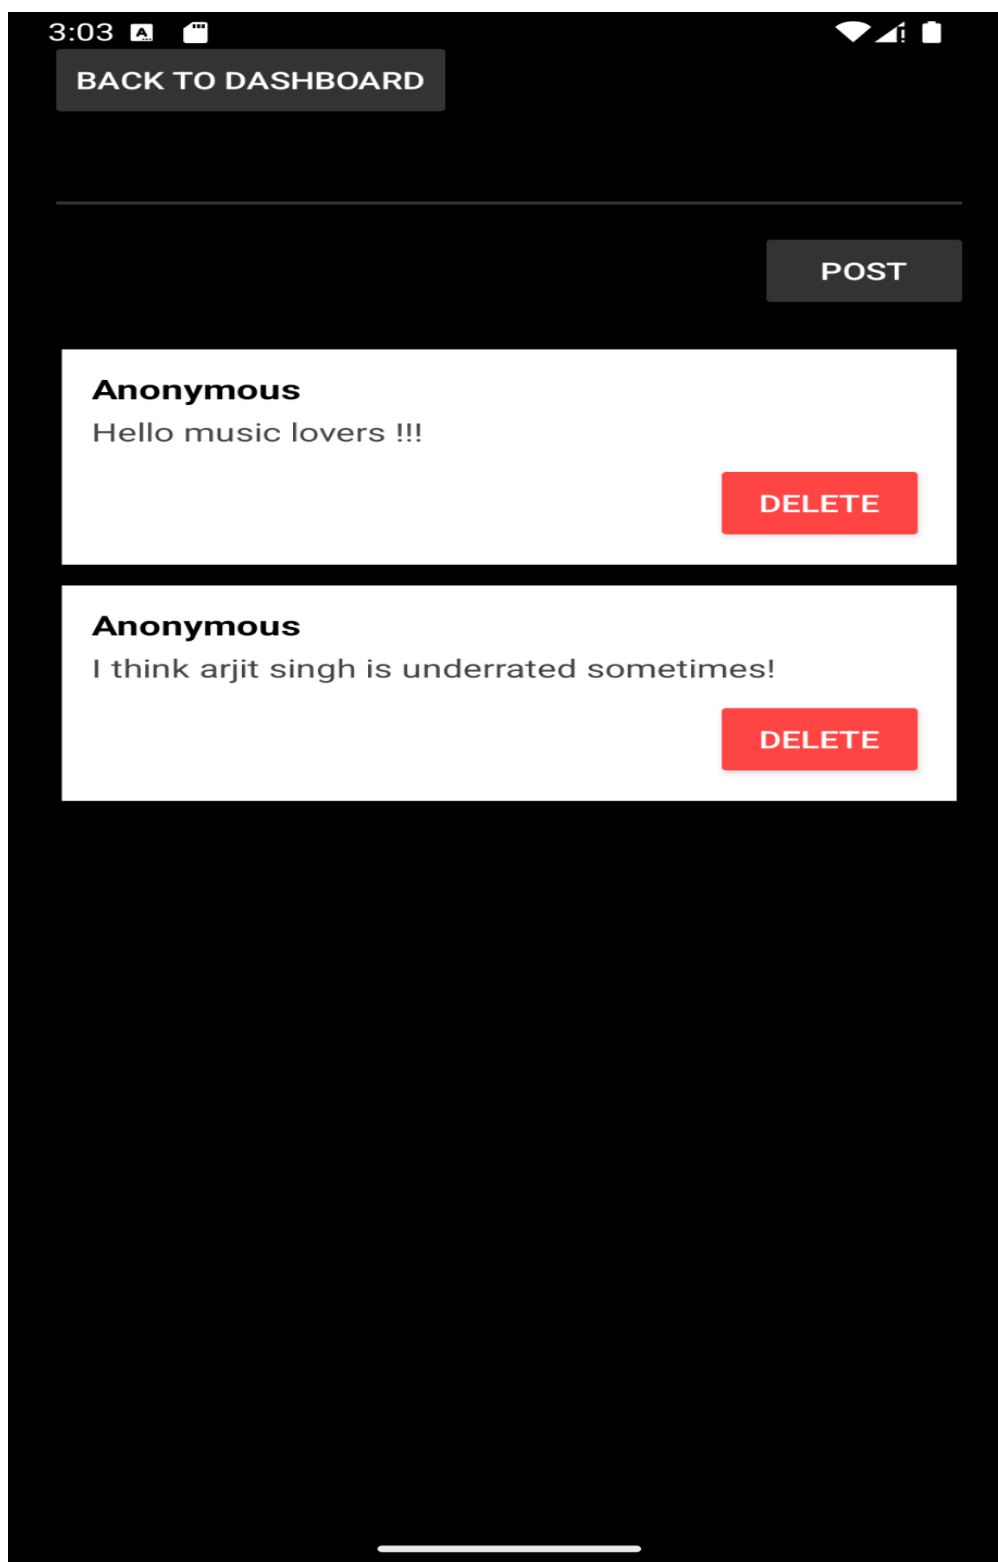 3:03
BACK TO DASHBOARD
POST
Anonymous
Hello music lovers !!!
DELETE
Anonymous
I think arjit singh is underrated sometimes!
DELETE